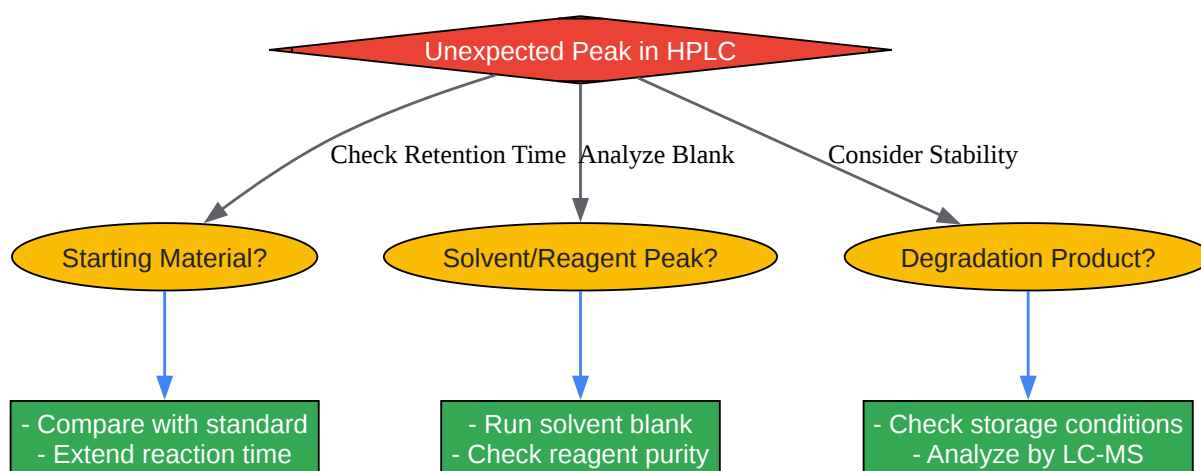 Unexpected Peak in HPLC
Check Retention Time
Analyze Blank
Consider Stability
Starting Material?
Solvent/Reagent Peak?
Degradation Product?
- Compare with standard
- Extend reaction time
- Run solvent blank
- Check reagent purity
- Check storage conditions
- Analyze by LC-MS